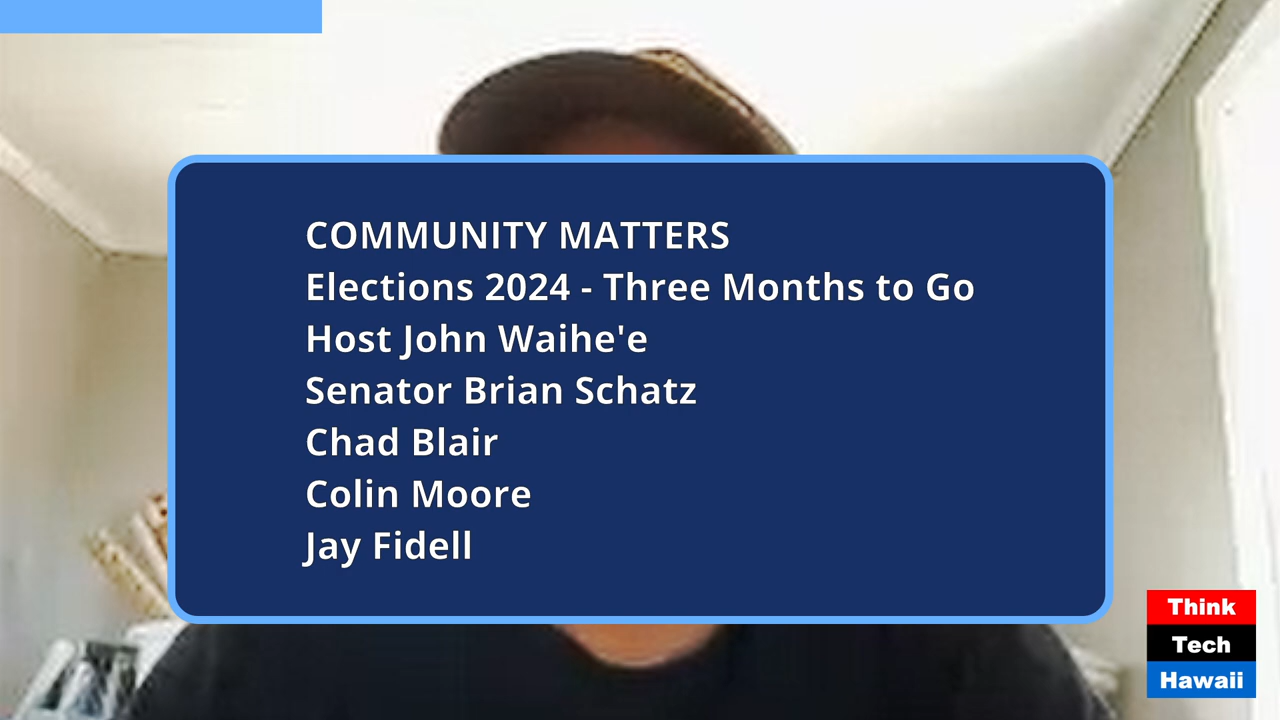 COMMUNITY MATTERS
Elections 2024 - Three Months to Go
Host John Waihe'e
Senator Brian Schatz
Chad Blair
Colin Moore
Jay Fidell
Think
Tech
Hawaii